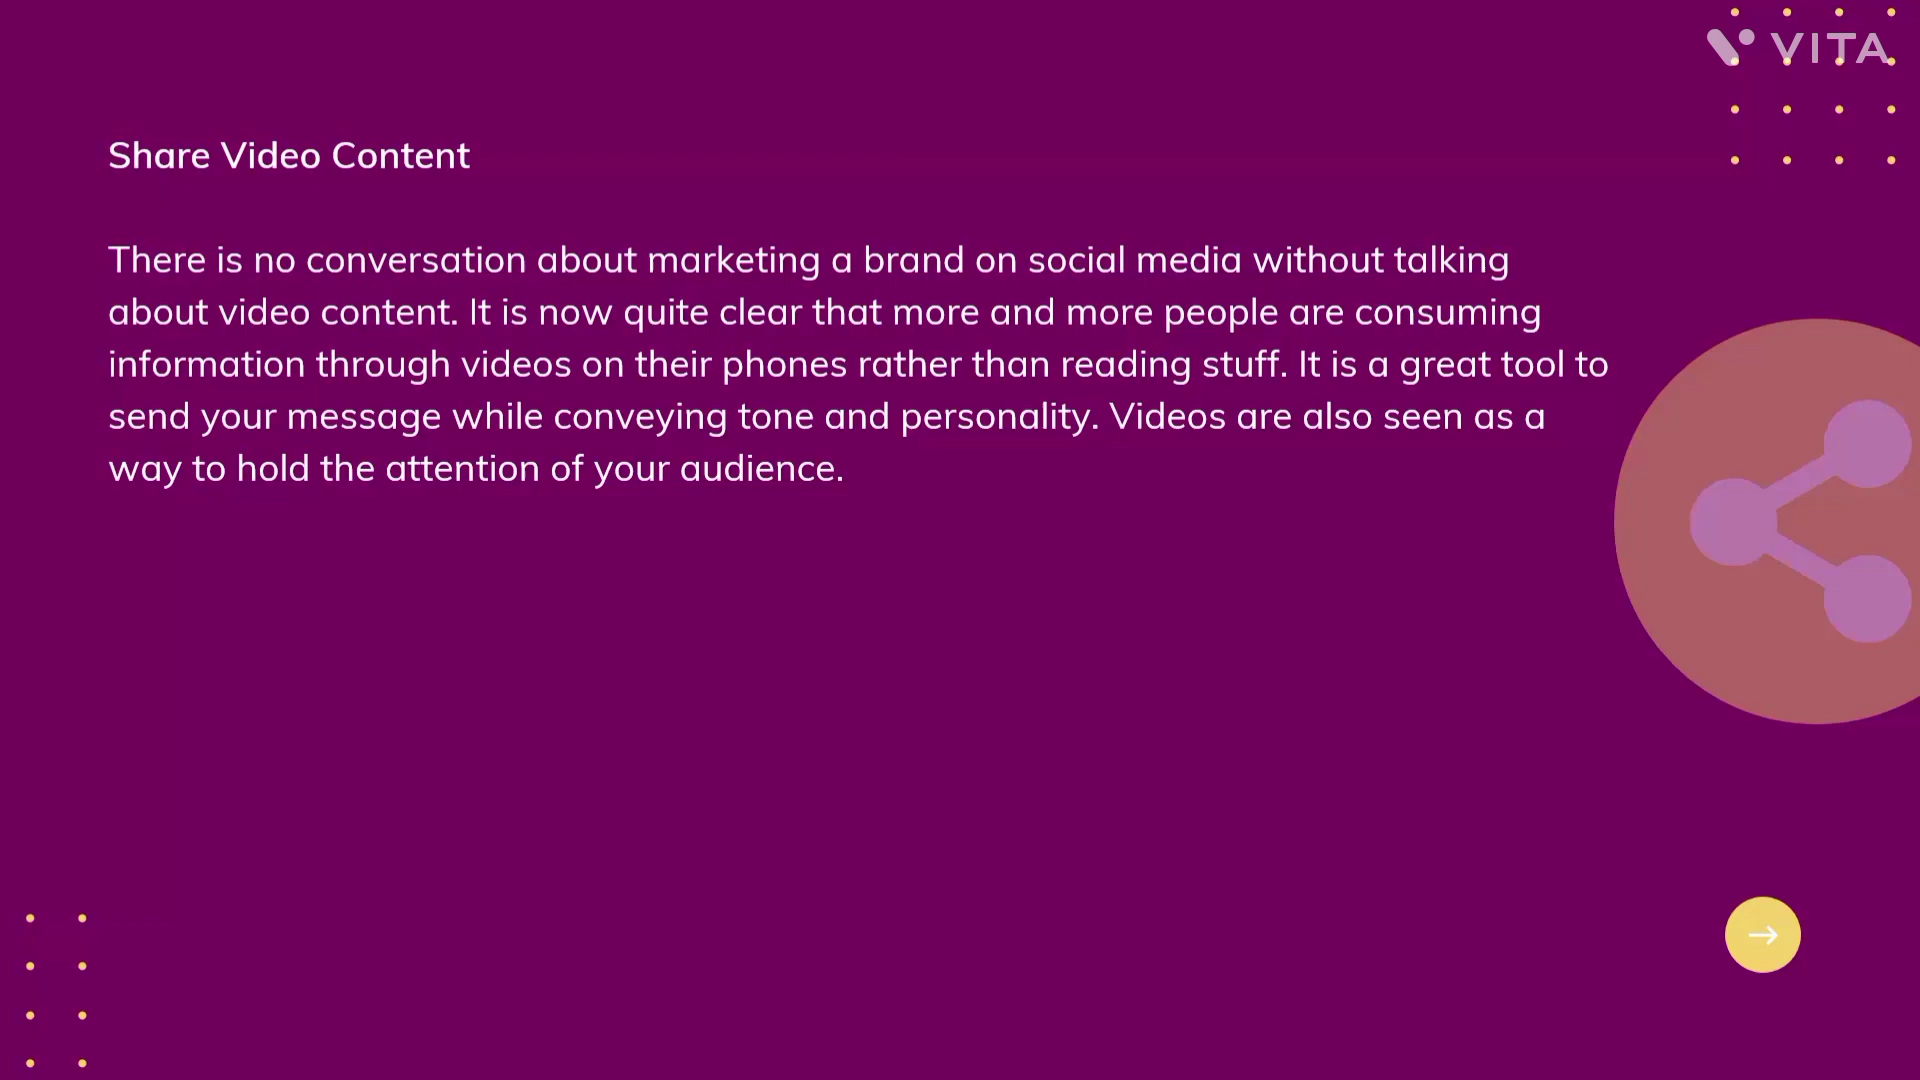 VITA
Share Video Content
There is no conversation about marketing a brand on social media without talking
about video content. It is now quite clear that more and more people are consuming
information through videos on their phones rather than reading stuff. It is a great tool to
send your message while conveying tone and personality. Videos are also seen as a
way to hold the attention of your audience.